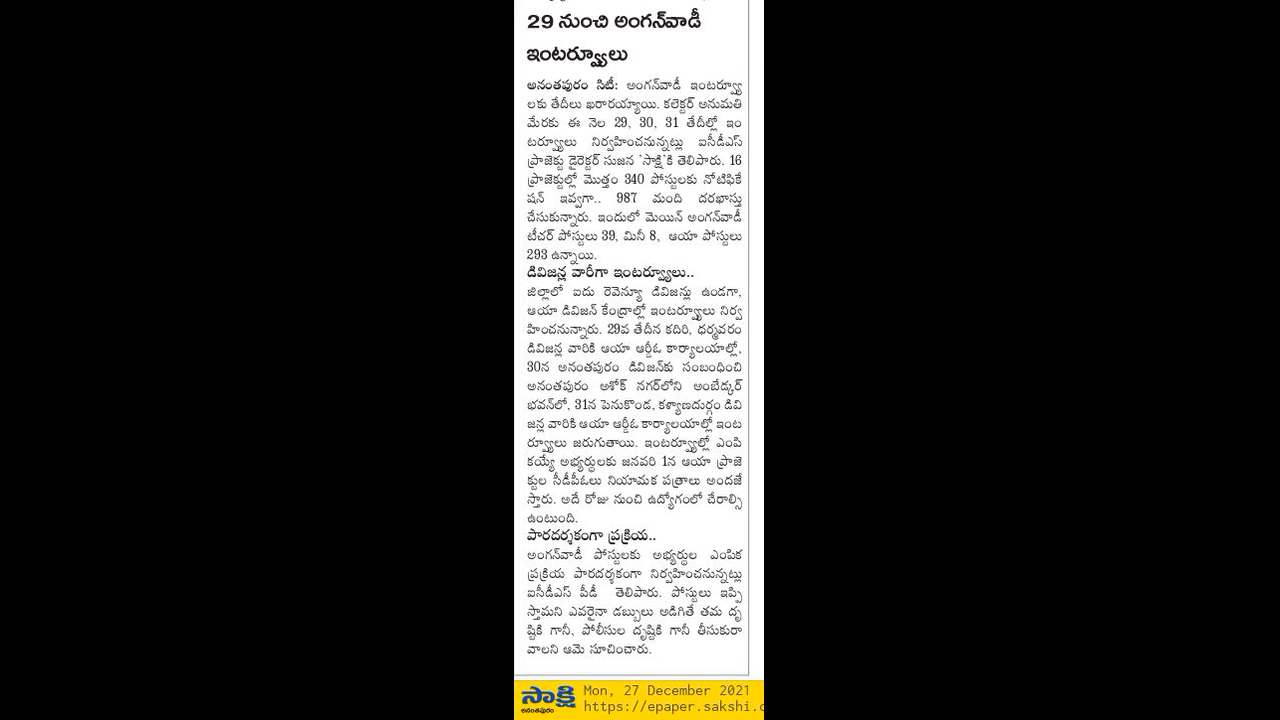 29 నుంచి అంగన్‌వాడీ
ఇంటర్వ్యూలు
అనంతపురం సిటీ: అంగన్‌వాడీ ఇంటర్వ్యూ
లకు తేదీలు ఖరారయ్యాయి. కలెక్టర్ అనుమతి
మేరకు ఈ నెల 29, 30, 31 తేదీల్లో ఇం
టర్వ్యూలు నిర్వహించనున్నట్లు ఐసీడీఎస్
ప్రాజెక్టు డైరెక్టర్ సుజన 'సాక్షి'కి తెలిపారు. 16
ప్రాజెక్టుల్లో మొత్తం 340 పోస్టులకు నోటిఫికే
షన్ ఇవ్వగా.. 987 మంది దరఖాస్తు
చేసుకున్నారు. ఇందులో మెయిన్ అంగన్‌వాడీ
టీచర్ పోస్టులు 39, మినీ 8, ఆయా పోస్టులు
293 ఉన్నాయి.
డివిజన్ల వారీగా ఇంటర్వ్యూలు..
జిల్లాలో ఐదు రెవెన్యూ డివిజన్లు ఉండగా,
ఆయా డివిజన్ కేంద్రాల్లో ఇంటర్వ్యూలు నిర్వ
హించనున్నారు. 29వ తేదీన కదిరి, ధర్మవరం
డివిజన్ల వారికి ఆయా ఆర్డీఓ కార్యాలయాల్లో,
30న అనంతపురం డివిజన్‌కు సంబంధించి
అనంతపురం అశోక్ నగర్‌లోని అంబేడ్కర్
భవన్‌లో, 31న పెనుకొండ, కళ్యాణదుర్గం డివి
జన్ల వారికి ఆయా ఆర్డీఓ కార్యాలయాల్లో ఇంట
ర్వ్యూలు జరుగుతాయి. ఇంటర్వ్యూల్లో ఎంపి
కయ్యే అభ్యర్థులకు జనవరి 1న ఆయా ప్రాజె
క్టుల సీడీపీఓలు నియామక పత్రాలు అందజే
స్తారు. అదే రోజు నుంచి ఉద్యోగంలో చేరాల్సి
ఉంటుంది.
పారదర్శకంగా ప్రక్రియ..
అంగన్‌వాడీ పోస్టులకు అభ్యర్థుల ఎంపిక
ప్రక్రియ పారదర్శకంగా నిర్వహించనున్నట్లు
ఐసీడీఎస్ పీడీ తెలిపారు. పోస్టులు ఇప్పి
స్తామని ఎవరైనా డబ్బులు అడిగితే తమ దృ
ష్టికి గానీ, పోలీసుల దృష్టికి గానీ తీసుకురా
వాలని ఆమె సూచించారు.
సాక్షి
అనంతపురం
Mon, 27 December 2021
https://epaper.sakshi.c